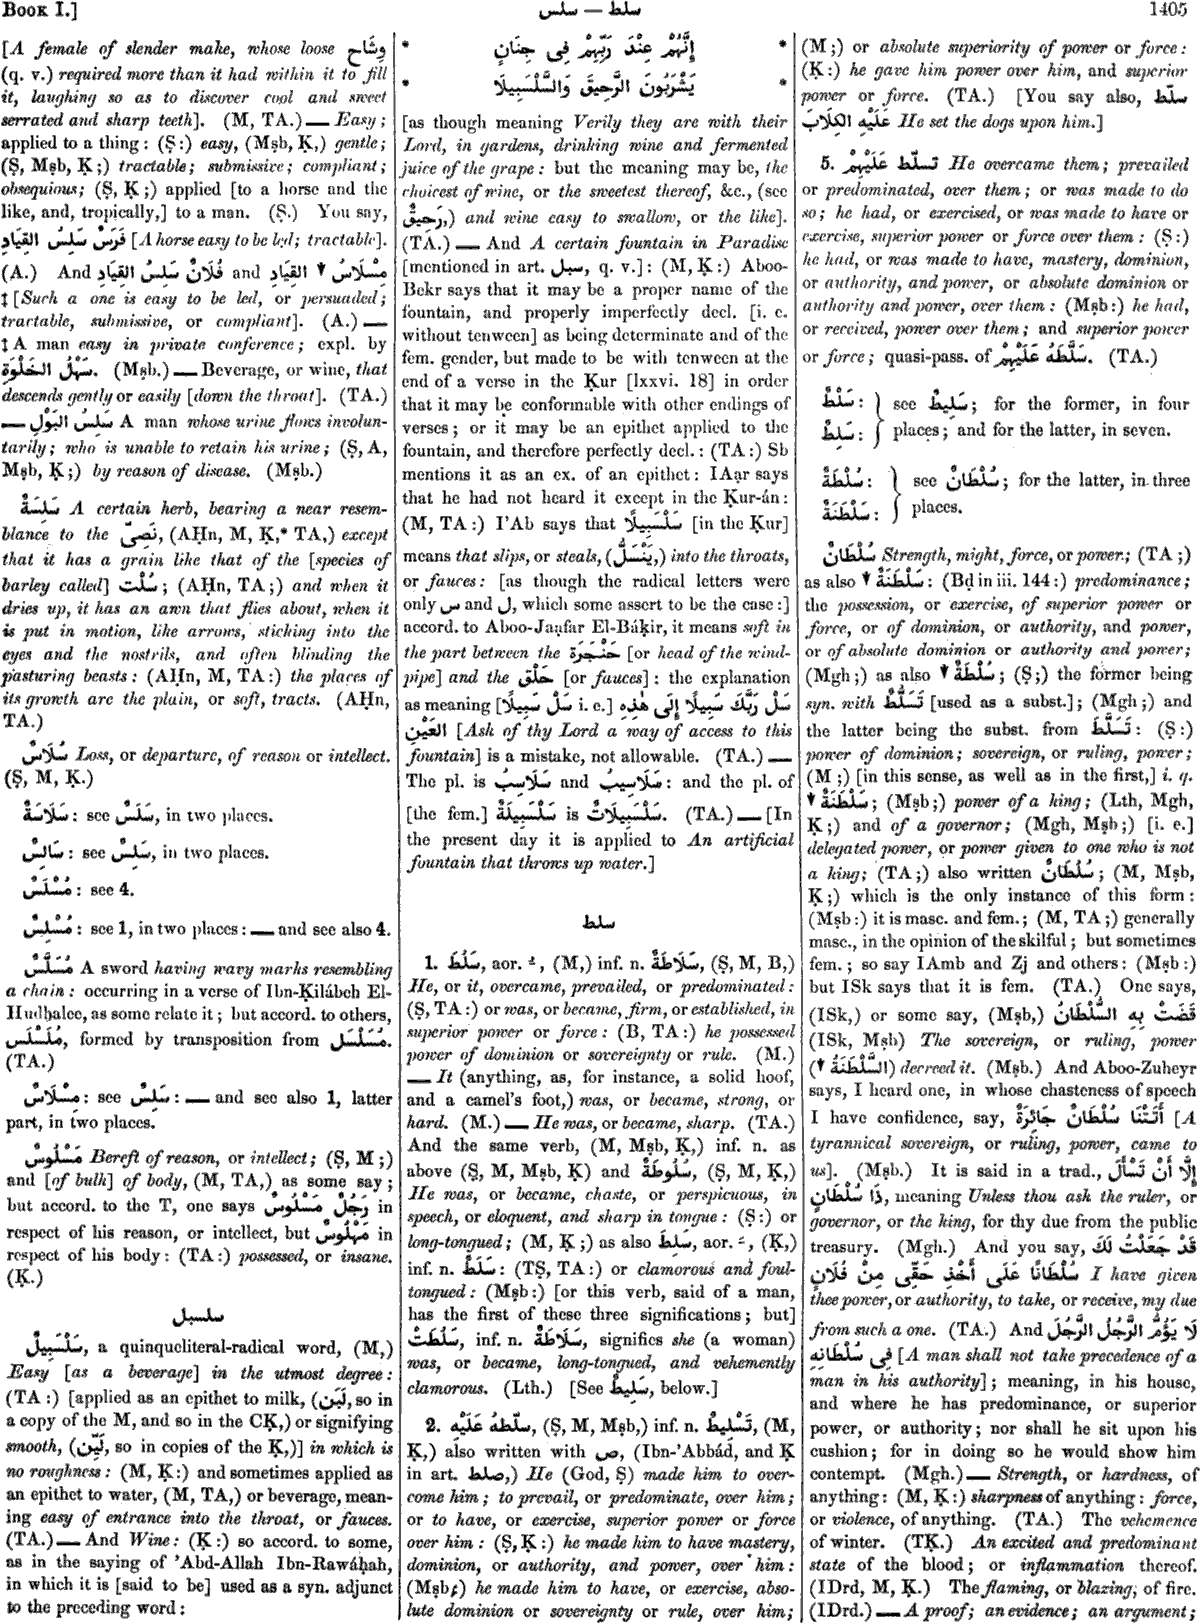 BOOK I.]
سلس — سلط
1405
[A female of slender make, whose loose وِشَاح
(q. v.) required more than it had within it to fill
it, laughing so as to discover cool and sweet
serrated and sharp teeth]. (M, TA.) — Easy;
applied to a thing: (Ṣ:) easy, (Mṣb, Ḳ,) gentle;
(Ṣ, Mṣb, Ḳ;) tractable; submissive; compliant;
obsequious; (Ṣ, Ḳ;) applied [to a horse and the
like, and, tropically,] to a man. (Ṣ.) You say,
فَرَسٌ سَلِسُ القِيَادِ [A horse easy to be led; tractable].
(A.) And فُلَانٌ سَلِسُ القِيَادِ and مِسْلَاسُ ↓ القِيَادِ
‡ [Such a one is easy to be led, or persuaded;
tractable, submissive, or compliant]. (A.) —
‡ A man easy in private conference; expl. by
سَهْلُ الخَلْوَةِ. (Mṣb.) — Beverage, or wine, that
descends gently or easily [down the throat]. (TA.)
— سَلِسُ البَوْلِ A man whose urine flows involun-
tarily; who is unable to retain his urine; (Ṣ, A,
Mṣb, Ḳ;) by reason of disease. (Mṣb.)
سَلِسَةٌ A certain herb, bearing a near resem-
blance to the نَصِىّ, (AḤn, M, Ḳ,* TA,) except
that it has a grain like that of the [species of
barley called] سُلْت; (AḤn, TA;) and when it
dries up, it has an awn that flies about, when it
is put in motion, like arrows, sticking into the
eyes and the nostrils, and often blinding the
pasturing beasts: (AḤn, M, TA:) the places of
its growth are the plain, or soft, tracts. (AḤn,
TA.)
سُلَاسٌ Loss, or departure, of reason or intellect.
(Ṣ, M, Ḳ.)
سَلَاسَةٌ: see سَلَسٌ, in two places.
سَالِسٌ: see سَلِسٌ, in two places.
مُسْلَسٌ: see 4.
مُسْلِسٌ: see 1, in two places: — and see also 4.
مُسَلَّسٌ A sword having wavy marks resembling
a chain: occurring in a verse of Ibn-Ḳilábeh El-
Hudhalee, as some relate it; but accord. to others,
مُلَسْلَس, formed by transposition from مُسَلْسَل.
(TA.)
مِسْلَاسٌ: see سَلِسٌ: — and see also 1, latter
part, in two places.
مَسْلُوسٌ Bereft of reason, or intellect; (Ṣ, M;)
and [of bulk] of body, (M, TA,) as some say;
but accord. to the T, one says رَجُلٌ مَسْلُوسٌ in
respect of his reason, or intellect, but مَهْلُوسٌ in
respect of his body: (TA:) possessed, or insane.
(Ḳ.)
سلسبل
سَلْسَبِيلٌ, a quinqueliteral-radical word, (M,)
Easy [as a beverage] in the utmost degree:
(TA:) [applied as an epithet to milk, (لَبَن, so in
a copy of the M, and so in the CḲ,) or signifying
smooth, (لَيِّن, so in copies of the Ḳ,)] in which is
no roughness: (M, Ḳ:) and sometimes applied as
an epithet to water, (M, TA,) or beverage, mean-
ing easy of entrance into the throat, or fauces.
(TA.) — And Wine: (Ḳ:) so accord. to some,
as in the saying of 'Abd-Allah Ibn-Rawáḥah,
in which it is [said to be] used as a syn. adjunct
to the preceding word:
* إِنَّهُمْ عِنْدَ رَبِّهِمْ فِى جِنَانٍ *
* يَشْرَبُونَ الرَّحِيقَ وَالسَّلْسَبِيلَا *
[as though meaning Verily they are with their
Lord, in gardens, drinking wine and fermented
juice of the grape: but the meaning may be, the
choicest of wine, or the sweetest thereof, &c., (see
رَحِيقٌ,) and wine easy to swallow, or the like].
(TA.) — And A certain fountain in Paradise
[mentioned in art. سبل, q. v.]: (M, Ḳ:) Aboo-
Bekr says that it may be a proper name of the
fountain, and properly imperfectly decl. [i. e.
without tenween] as being determinate and of the
fem. gender, but made to be with tenween at the
end of a verse in the Ḳur [lxxvi. 18] in order
that it may be conformable with other endings of
verses; or it may be an epithet applied to the
fountain, and therefore perfectly decl.: (TA:) Sb
mentions it as an ex. of an epithet: IAạr says
that he had not heard it except in the Ḳur-án:
(M, TA:) I'Ab says that سَلْسَبِيلًا [in the Ḳur]
means that slips, or steals, (يَنْسَلُّ,) into the throats,
or fauces: [as though the radical letters were
only س and ل, which some assert to be the case:]
accord. to Aboo-Jaạfar El-Báḳir, it means soft in
the part between the حَنْجَرَة [or head of the wind-
pipe] and the حَلْق [or fauces]: the explanation
as meaning [سَلْ سَبِيلًا i. e.] سَلْ رَبَّكَ سَبِيلًا إِلَى هٰذِهِ
العَيْنِ [Ask of thy Lord a way of access to this
fountain] is a mistake, not allowable. (TA.) —
The pl. is سَلَاسِبُ and سَلَاسِيبُ: and the pl. of
[the fem.] سَلْسَبِيلَةٌ is سَلْسَبِيلَاتٌ. (TA.) — [In
the present day it is applied to An artificial
fountain that throws up water.]
سلط
1. سَلُطَ, aor. ـُ, (M,) inf. n. سَلَاطَةٌ, (Ṣ, M, B,)
He, or it, overcame, prevailed, or predominated:
(Ṣ, TA:) or was, or became, firm, or established, in
superior power or force: (B, TA:) he possessed
power of dominion or sovereignty or rule. (M.)
— It (anything, as, for instance, a solid hoof,
and a camel's foot,) was, or became, strong, or
hard. (M.) — He was, or became, sharp. (TA.)
And the same verb, (M, Mṣb, Ḳ,) inf. n. as
above (Ṣ, M, Mṣb, Ḳ) and سُلُوطَةٌ, (Ṣ, M, Ḳ,)
He was, or became, chaste, or perspicuous, in
speech, or eloquent, and sharp in tongue: (Ṣ:) or
long-tongued; (M, Ḳ;) as also سَلِطَ, aor. ـَ, (Ḳ,)
inf. n. سَلَطٌ: (TṢ, TA:) or clamorous and foul-
tongued: (Mṣb:) [or this verb, said of a man,
has the first of these three significations; but]
سَلُطَتْ, inf. n. سَلَاطَةٌ, signifies she (a woman)
was, or became, long-tongued, and vehemently
clamorous. (Lth.) [See سَلِيطٌ, below.]
2. سلّطهُ عَلَيْهِ, (Ṣ, M, Mṣb,) inf. n. تَسْلِيطٌ, (M,
Ḳ,) also written with ص, (Ibn-'Abbád, and Ḳ
in art. صلط,) He (God, Ṣ) made him to over-
come him; to prevail, or predominate, over him;
or to have, or exercise, superior power or force
over him: (Ṣ, Ḳ:) he made him to have mastery,
dominion, or authority, and power, over him:
(Mṣb:) he made him to have, or exercise, abso-
lute dominion or sovereignty or rule, over him;
(M;) or absolute superiority of power or force:
(Ḳ:) he gave him power over him, and superior
power or force. (TA.) [You say also, سلّط
عَلَيْهِ الكِلَابَ He set the dogs upon him.]
5. تسلّط عَلَيْهِمْ He overcame them; prevailed
or predominated, over them; or was made to do
so; he had, or exercised, or was made to have or
exercise, superior power or force over them: (Ṣ:)
he had, or was made to have, mastery, dominion,
or authority, and power, or absolute dominion or
authority and power, over them: (Mṣb:) he had,
or received, power over them; and superior power
or force; quasi-pass. of سَلَّطَهُ عَلَيْهِمْ. (TA.)
سَلْطٌ: } see سَلِيطٌ; for the former, in four
سَلِطٌ: } places; and for the latter, in seven.
سُلْطَةٌ: } see سُلْطَانٌ; for the latter, in three
سَلْطَنَةٌ: } places.
سُلْطَانٌ Strength, might, force, or power; (TA;)
as also ↓ سَلْطَنَةٌ: (Bḍ in iii. 144:) predominance;
the possession, or exercise, of superior power or
force, or of dominion, or authority, and power,
or of absolute dominion or authority and power;
(Mgh;) as also ↓ سُلْطَةٌ; (Ṣ;) the former being
syn. with تَسَلُّطٌ [used as a subst.]; (Mgh;) and
the latter being the subst. from تَسَلَّطَ: (Ṣ:)
power of dominion; sovereign, or ruling, power;
(M;) [in this sense, as well as in the first,] i. q.
↓ سَلْطَنَةٌ; (Mṣb;) power of a king; (Lth, Mgh,
Ḳ;) and of a governor; (Mgh, Mṣb;) [i. e.]
delegated power, or power given to one who is not
a king; (TA;) also written سُلُطَانٌ; (M, Mṣb,
Ḳ;) which is the only instance of this form:
(Mṣb:) it is masc. and fem.; (M, TA;) generally
masc., in the opinion of the skilful; but sometimes
fem.; so say IAmb and Zj and others: (Mṣb:)
but ISk says that it is fem. (TA.) One says,
(ISk,) or some say, (Mṣb,) قَضَتْ بِهِ السُّلْطَانُ
(ISk, Mṣb) The sovereign, or ruling, power
(السَّلْطَنَةُ ↓) decreed it. (Mṣb.) And Aboo-Zuheyr
says, I heard one, in whose chasteness of speech
I have confidence, say, أَتَتْنَا سُلْطَانٌ جَائِرَةٌ [A
tyrannical sovereign, or ruling, power, came to
us]. (Mṣb.) It is said in a trad., إِلَّا أَنْ تَسْأَلَ
ذَا سُلْطَانٍ, meaning Unless thou ask the ruler, or
governor, or the king, for thy due from the public
treasury. (Mgh.) And you say, قَدْ جَعَلْتُ لَكَ
سُلْطَانًا عَلَى أَخْذِ حَقِّى مِنْ فُلَانٍ I have given
thee power, or authority, to take, or receive, my due
from such a one. (TA.) And لَا يَؤُمُّ الرَّجُلُ الرَّجُلَ
فِى سُلْطَانِهِ [A man shall not take precedence of a
man in his authority]; meaning, in his house,
and where he has predominance, or superior
power, or authority; nor shall he sit upon his
cushion; for in doing so he would show him
contempt. (Mgh.) — Strength, or hardness, of
anything: (M, Ḳ:) sharpness of anything: force,
or violence, of anything. (TA.) The vehemence
of winter. (TḲ.) An excited and predominant
state of the blood; or inflammation thereof.
(IDrd, M, Ḳ.) The flaming, or blazing, of fire.
(IDrd.) — A proof; an evidence; an argument;